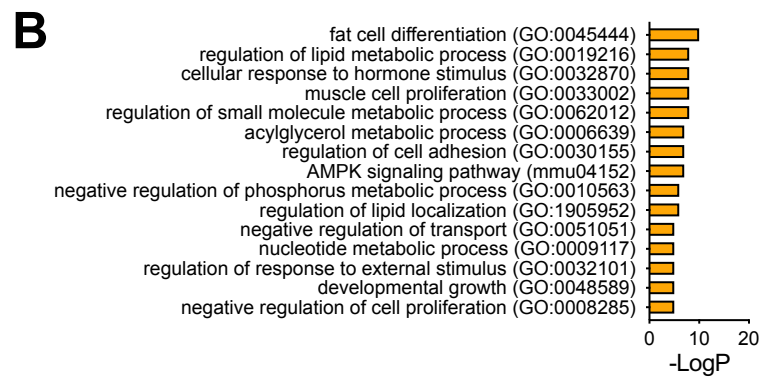 B
fat cell differentiation (GO:0045444)
regulation of lipid metabolic process (GO:0019216)
cellular response to hormone stimulus (GO:0032870)
muscle cell proliferation (GO:0033002)
regulation of small molecule metabolic process (GO:0062012)
acylglycerol metabolic process (GO:0006639)
regulation of cell adhesion (GO:0030155)
AMPK signaling pathway (mmu04152)
negative regulation of phosphorus metabolic process (GO:0010563)
regulation of lipid localization (GO:1905952)
negative regulation of transport (GO:0051051)
nucleotide metabolic process (GO:0009117)
regulation of response to external stimulus (GO:0032101)
developmental growth (GO:0048589)
negative regulation of cell proliferation (GO:0008285)
0 10 20
-LogP